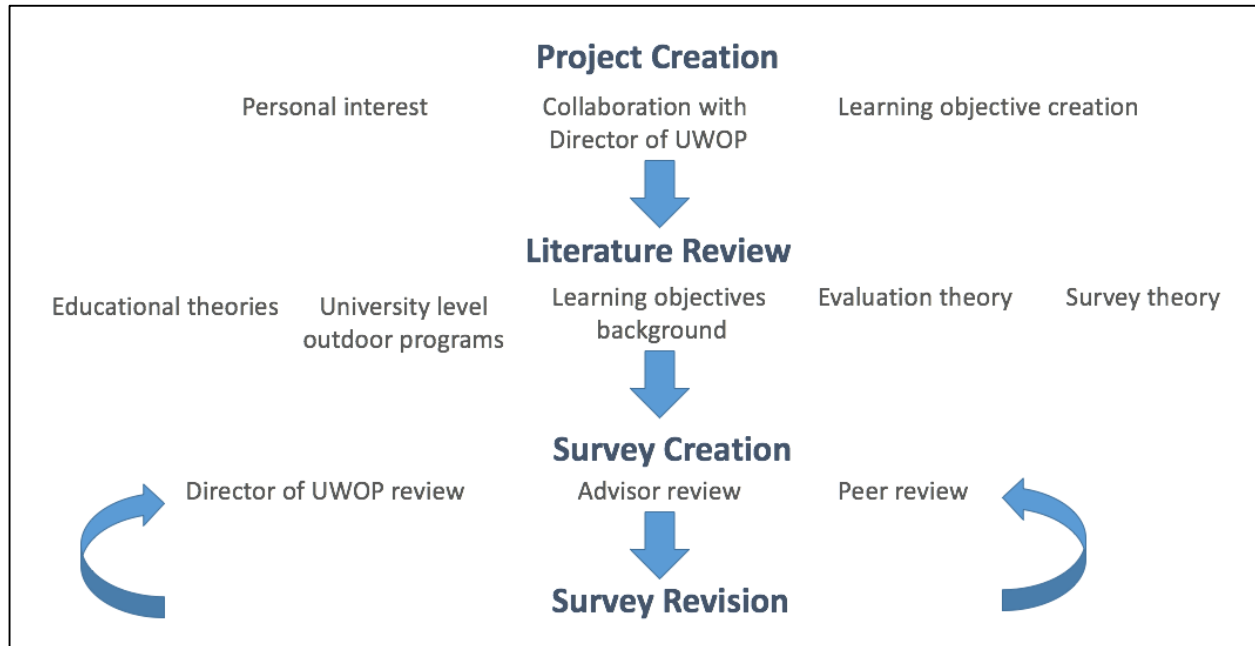 Project Creation
Personal interest
Collaboration with
Director of UWOP
Learning objective creation
Literature Review
Educational theories
University level
outdoor programs
Learning objectives
background
Evaluation theory
Survey theory
Survey Creation
Director of UWOP review
Advisor review
Peer review
Survey Revision